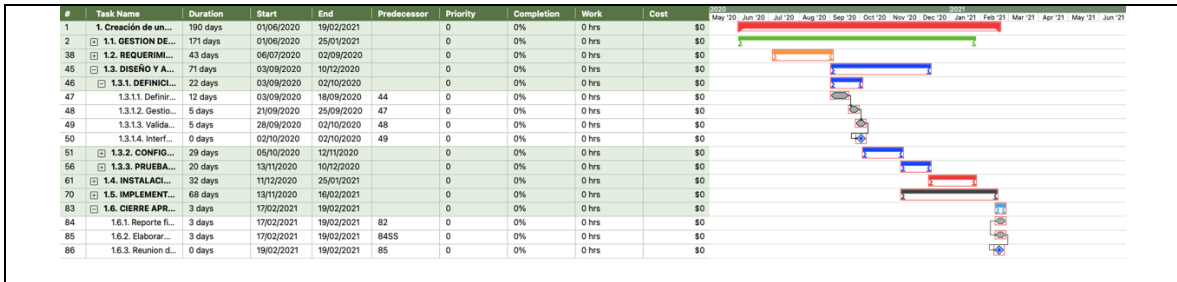 # Task Name Duration Start End Predecessor Priority Completion Work Cost
2020 2021
May '20 Jun '20 Jul '20 Aug '20 Sep '20 Oct '20 Nov '20 Dec '20 Jan '21 Feb '21 Mar '21 Apr '21 May '21 Jun '21
1 1. Creación de un... 190 days 01/06/2020 19/02/2021 0 0% 0 hrs $0
2 1.1. GESTION DE... 171 days 01/06/2020 25/01/2021 0 0% 0 hrs $0
38 1.2. REQUERIMI... 43 days 06/07/2020 02/09/2020 0 0% 0 hrs $0
45 1.3. DISEÑO Y A... 71 days 03/09/2020 10/12/2020 0 0% 0 hrs $0
46 1.3.1. DEFINICI... 22 days 03/09/2020 02/10/2020 0 0% 0 hrs $0
47 1.3.1.1. Definir... 12 days 03/09/2020 18/09/2020 44 0 0% 0 hrs $0
48 1.3.1.2. Gestio... 5 days 21/09/2020 25/09/2020 47 0 0% 0 hrs $0
49 1.3.1.3. Valida... 5 days 28/09/2020 02/10/2020 48 0 0% 0 hrs $0
50 1.3.1.4. Interf... 0 days 02/10/2020 02/10/2020 49 0 0% 0 hrs $0
51 1.3.2. CONFIG... 29 days 05/10/2020 12/11/2020 0 0% 0 hrs $0
56 1.3.3. PRUEBA... 20 days 13/11/2020 10/12/2020 0 0% 0 hrs $0
61 1.4. INSTALACI... 32 days 11/12/2020 25/01/2021 0 0% 0 hrs $0
70 1.5. IMPLEMENT... 68 days 13/11/2020 16/02/2021 0 0% 0 hrs $0
83 1.6. CIERRE APR... 3 days 17/02/2021 19/02/2021 0 0% 0 hrs $0
84 1.6.1. Reporte fi... 3 days 17/02/2021 19/02/2021 82 0 0% 0 hrs $0
85 1.6.2. Elaborar... 3 days 17/02/2021 19/02/2021 84SS 0 0% 0 hrs $0
86 1.6.3. Reunion d... 0 days 19/02/2021 19/02/2021 85 0 0% 0 hrs $0